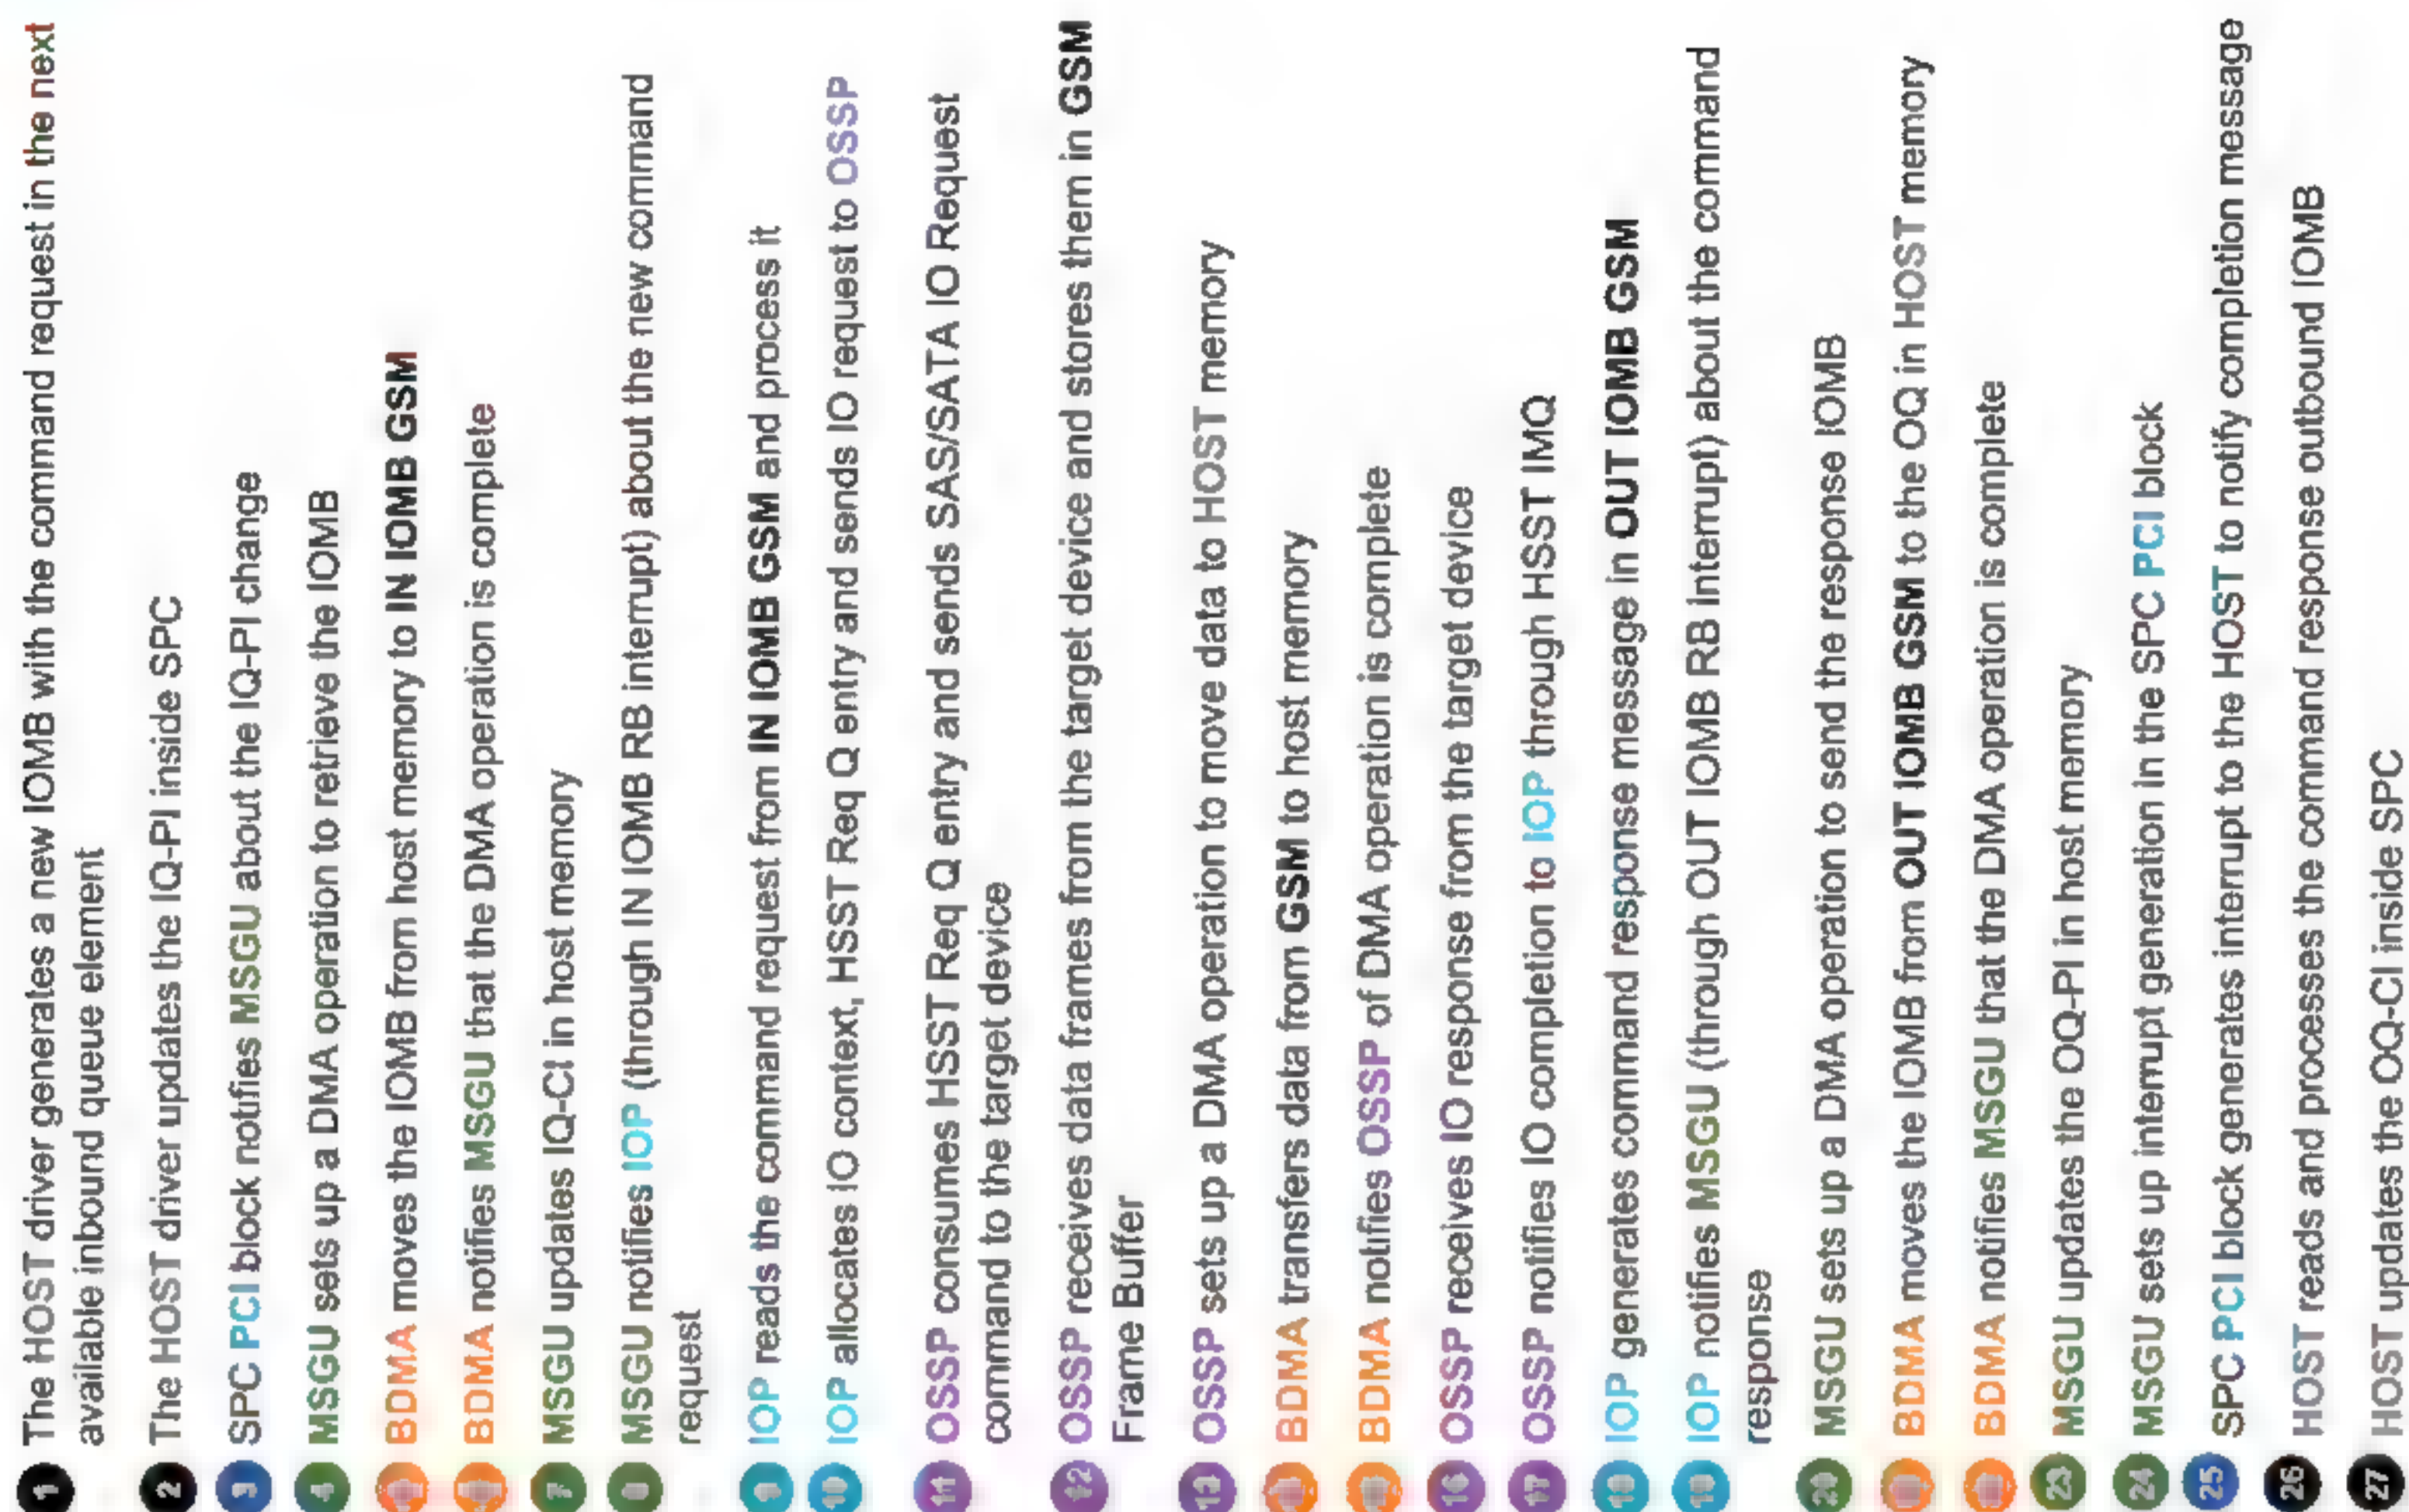 1 The HOST driver generates a new IOMB with the command request in the next
available inbound queue element
2 The HOST driver updates the IQ-PI inside SPC
3 SPC PCI block notifies MSGU about the IQ-PI change
4 MSGU sets up a DMA operation to retrieve the IOMB
BDMA moves the IOMB from host memory to IN IOMB GSM
BDMA notifies MSGU that the DMA operation is complete
7 MSGU updates IQ-CI in host memory
8 MSGU notifies IOP (through IN IOMB RB interrupt) about the new command
request
9 IOP reads the command request from IN IOMB GSM and process it
10 IOP allocates IO context, HSST Req Q entry and sends IO request to OSSP
11 OSSP consumes HSST Req Q entry and sends SAS/SATA IO Request
command to the target device
12 OSSP receives data frames from the target device and stores them in GSM
Frame Buffer
13 OSSP sets up a DMA operation to move data to HOST memory
BDMA transfers data from GSM to host memory
BDMA notifies OSSP of DMA operation is complete
16 OSSP receives IO response from the target device
17 OSSP notifies IO completion to IOP through HSST IMQ
18 IOP generates command response message in OUT IOMB GSM
19 IOP notifies MSGU (through OUT IOMB RB interrupt) about the command
response
20 MSGU sets up a DMA operation to send the response IOMB
BDMA moves the IOMB from OUT IOMB GSM to the OQ in HOST memory
BDMA notifies MSGU that the DMA operation is complete
23 MSGU updates the OQ-PI in host memory
24 MSGU sets up interrupt generation in the SPC PCI block
25 SPC PCI block generates interrupt to the HOST to notify completion message
26 HOST reads and processes the command response outbound IOMB
27 HOST updates the OQ-CI inside SPC